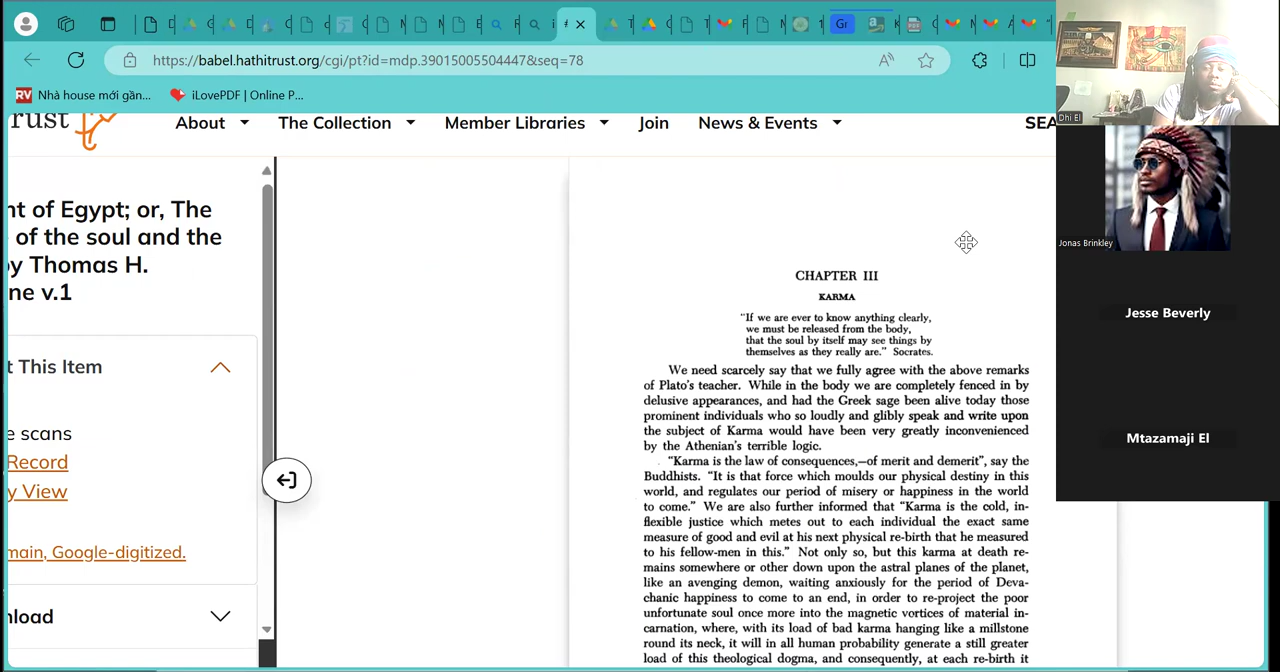 Gr
https://babel.hathitrust.org/cgi/pt?id=mdp.39015005504447&seq=78
Nhà house mới gần...
iLovePDF | Online P...
rust
About
The Collection
Member Libraries
Join
News & Events
SEA
nt of Egypt; or, The
of the soul and the
y Thomas H.
ne v.1
t This Item
e scans
Record
y View
main, Google-digitized.
nload
CHAPTER III
KARMA
"If we are ever to know anything clearly,
we must be released from the body,
that the soul by itself may see things by
themselves as they really are." Socrates.
We need scarcely say that we fully agree with the above remarks
of Plato's teacher. While in the body we are completely fenced in by
delusive appearances, and had the Greek sage been alive today those
prominent individuals who so loudly and glibly speak and write upon
the subject of Karma would have been very greatly inconvenienced
by the Athenian's terrible logic.
"Karma is the law of consequences,—of merit and demerit", say the
Buddhists. "It is that force which moulds our physical destiny in this
world, and regulates our period of misery or happiness in the world
to come." We are also further informed that "Karma is the cold, in-
flexible justice which metes out to each individual the exact same
measure of good and evil at his next physical re-birth that he measured
to his fellow-men in this." Not only so, but this karma at death re-
mains somewhere or other down upon the astral planes of the planet,
like an avenging demon, waiting anxiously for the period of Deva-
chanic happiness to come to an end, in order to re-project the poor
unfortunate soul once more into the magnetic vortices of material in-
carnation, where, with its load of bad karma hanging like a millstone
round its neck, it will in all human probability generate a still greater
load of this theological dogma, and consequently, at each re-birth it
Dhi El
Jonas Brinkley
Jesse Beverly
Mtazamaji El